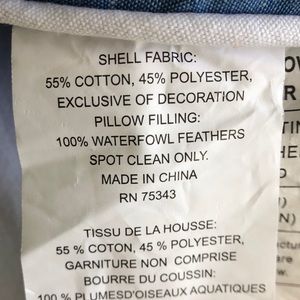 SHELL FABRIC:
55% COTTON, 45% POLYESTER,
EXCLUSIVE OF DECORATION
PILLOW FILLING:
100% WATERFOWL FEATHERS
SPOT CLEAN ONLY.
MADE IN CHINA
RN 75343
TISSU DE LA HOUSSE:
55 % COTON, 45 % POLYESTER,
GARNITURE NON COMPRISE
BOURRE DU COUSSIN:
100 % PLUMESD'OISEAUX AQUATIQUES